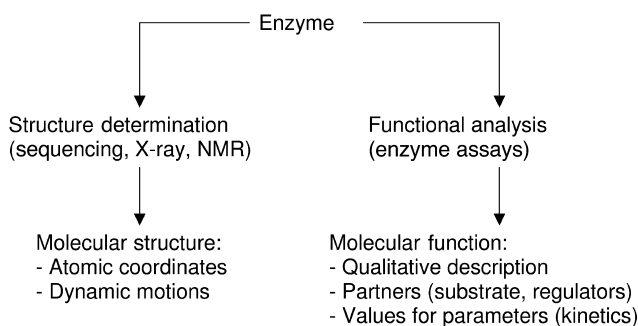 Enzyme
Structure determination
(sequencing, X-ray, NMR)
Functional analysis
(enzyme assays)
Molecular structure:
- Atomic coordinates
- Dynamic motions
Molecular function:
- Qualitative description
- Partners (substrate, regulators)
- Values for parameters (kinetics)